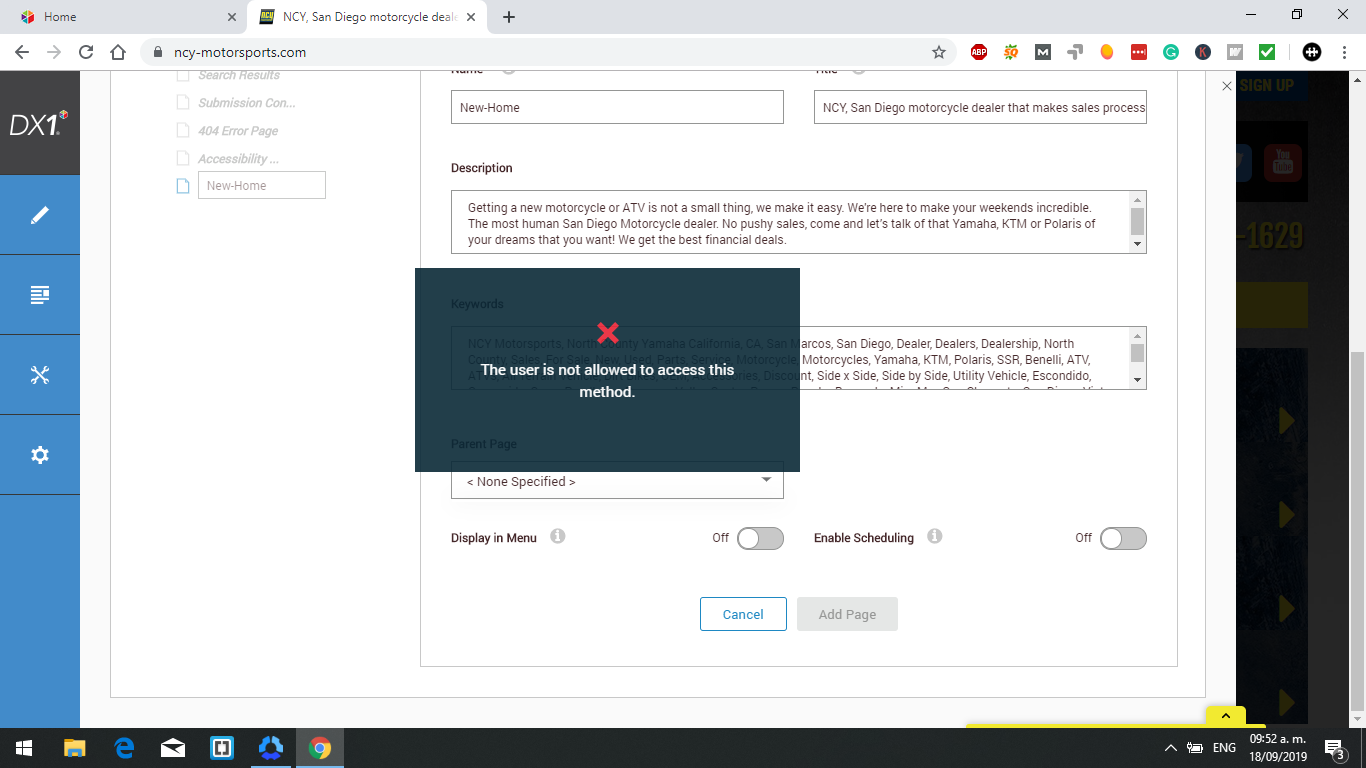 Home
NCY, San Diego motorcycle deale
ncy-motorsports.com
ABP
DX1
Search Results
Submission Con...
404 Error Page
Accessibility ...
New-Home
Name
Title
New-Home
NCY, San Diego motorcycle dealer that makes sales process
Description
Getting a new motorcycle or ATV is not a small thing, we make it easy. We're here to make your weekends incredible.
The most human San Diego Motorcycle dealer. No pushy sales, come and let's talk of that Yamaha, KTM or Polaris of
your dreams that you want! We get the best financial deals.
Keywords
NCY Motorsports, North County Yamaha California, CA, San Marcos, San Diego, Dealer, Dealers, Dealership, North
County, Sales, For Sale, New, Used, Parts, Service, Motorcycle, Motorcycles, Yamaha, KTM, Polaris, SSR, Benelli, ATV,
Accessories, Discount, Side x Side, Side by Side, Utility Vehicle, Escondido,
The user is not allowed to access this
method.
Parent Page
< None Specified >
Display in Menu
Off
Enable Scheduling
Off
Cancel
Add Page
SIGN UP
You
Tube
-1629
ENG
09:52 a. m.
18/09/2019
3